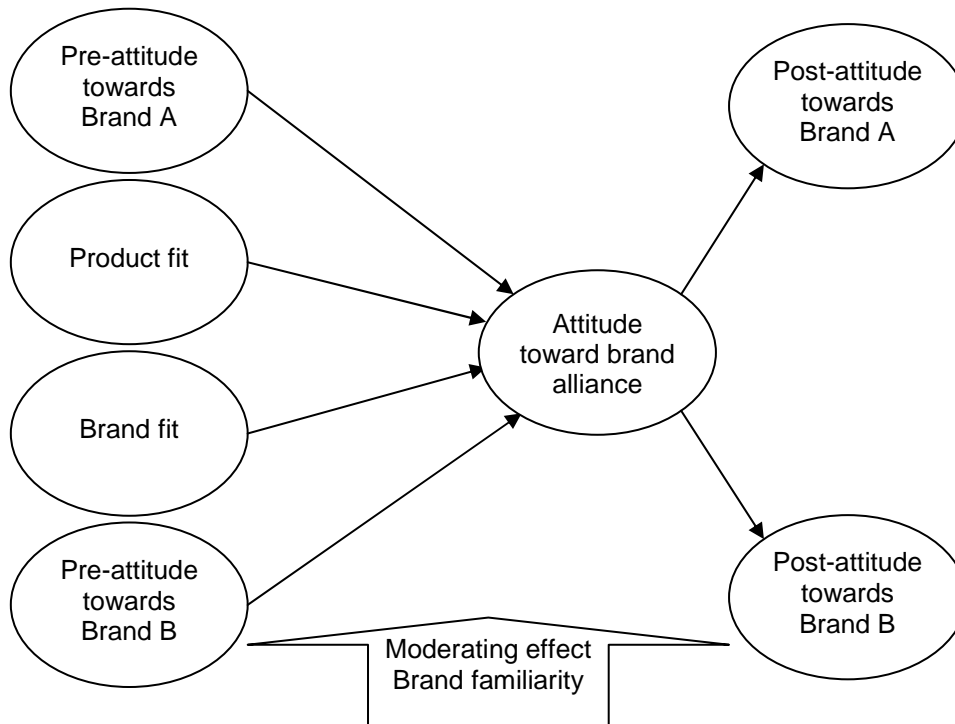 Pre-attitude
towards
Brand A
Product fit
Brand fit
Pre-attitude
towards
Brand B
Attitude
toward brand
alliance
Post-attitude
towards
Brand A
Post-attitude
towards
Brand B
Moderating effect
Brand familiarity